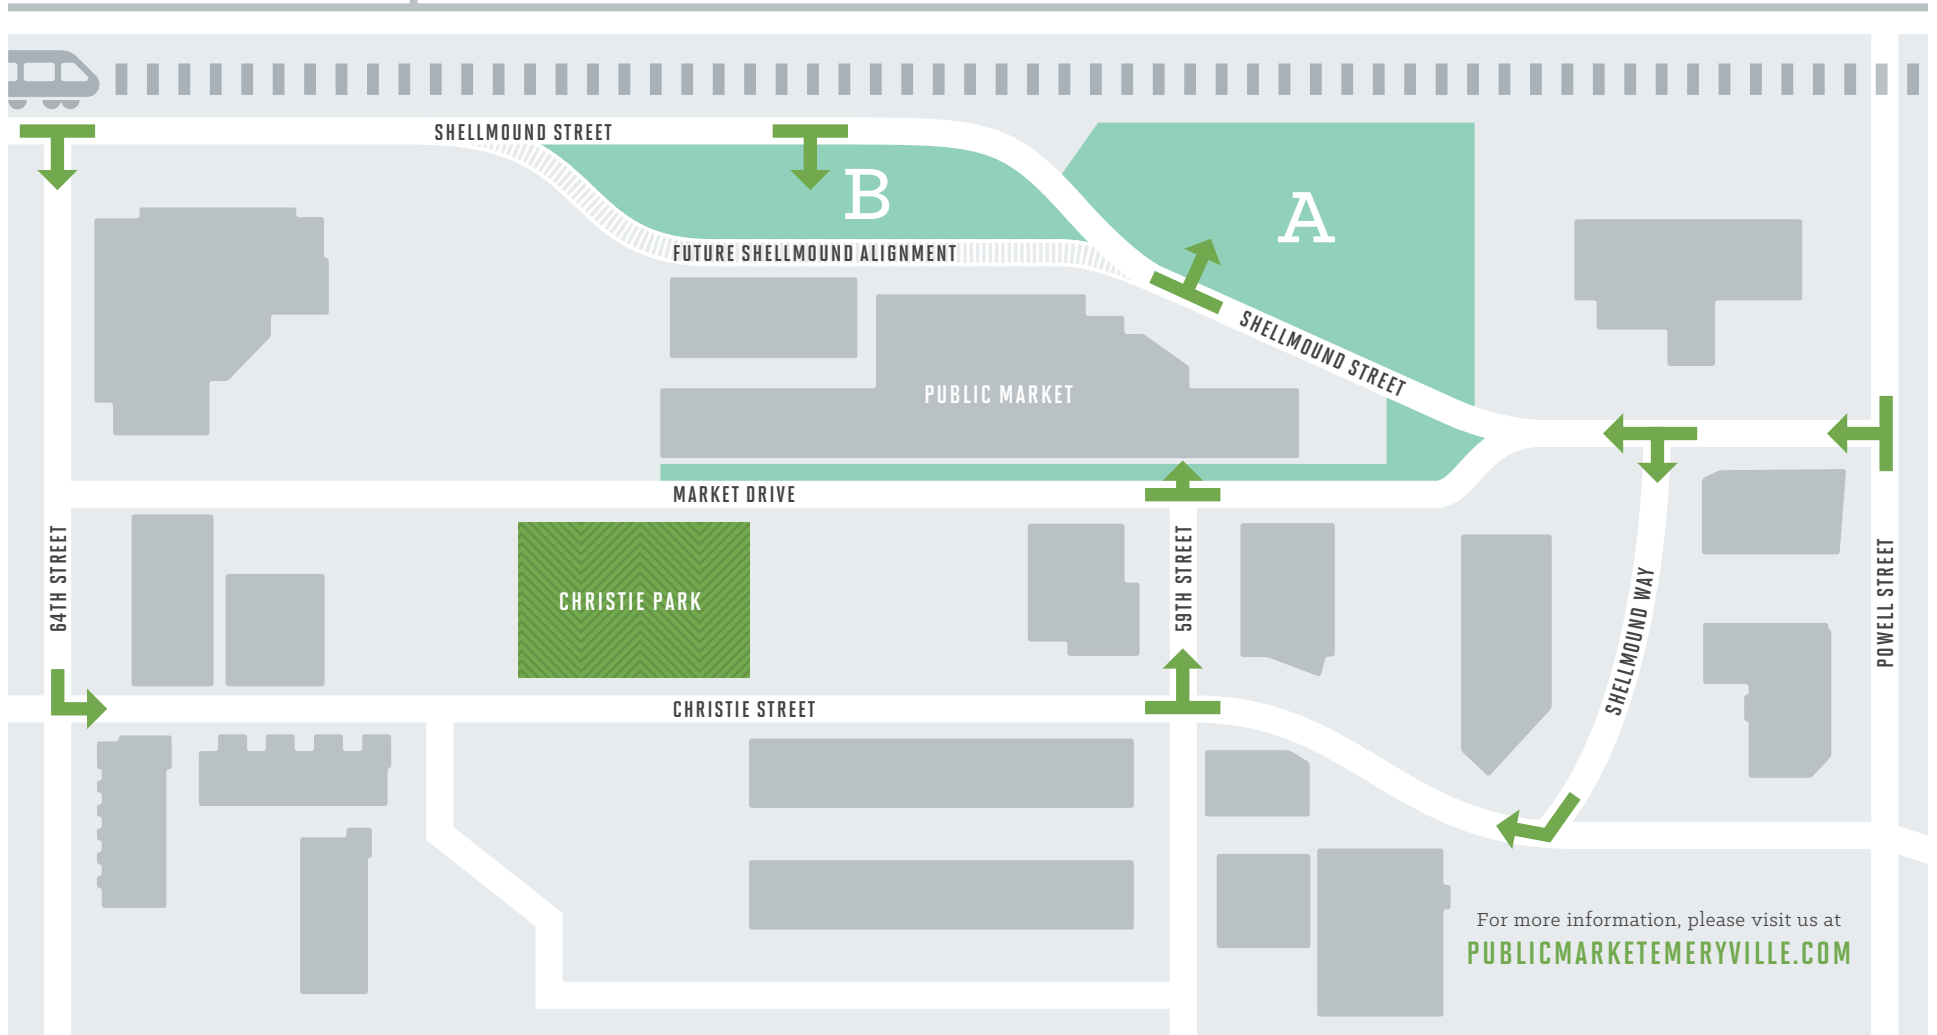 SHELLMOUND STREET
B
A
FUTURE SHELLMOUND ALIGNMENT
SHELLMOUND STREET
PUBLIC MARKET
MARKET DRIVE
64TH STREET
CHRISTIE PARK
59TH STREET
SHELLMOUND WAY
POWELL STREET
CHRISTIE STREET
For more information, please visit us at
PUBLICMARKETEMERYVILLE.COM